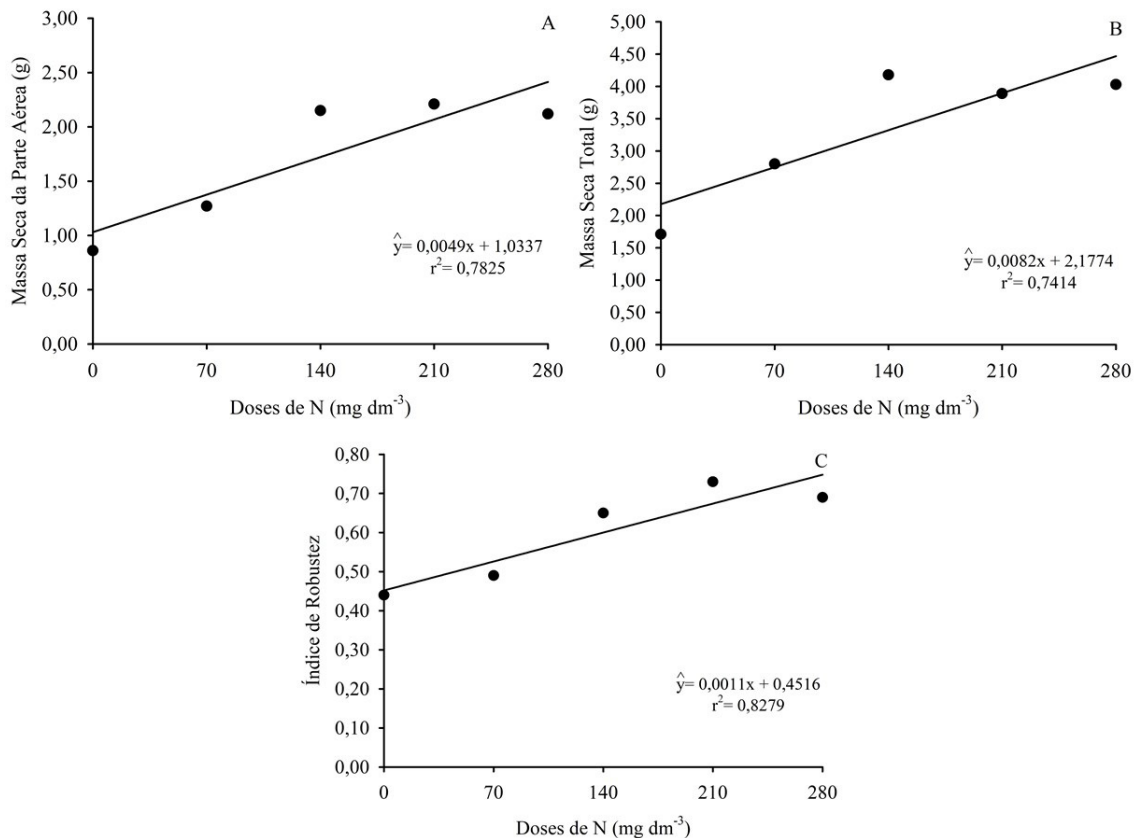 A
3,00
2,50
2,00
1,50
1,00
0,50
0,00
Massa Seca da Parte Aérea (g)
ŷ= 0,0049x + 1,0337
r²= 0,7825
0 70 140 210 280
Doses de N (mg dm⁻³)
B
5,00
4,50
4,00
3,50
3,00
2,50
2,00
1,50
1,00
0,50
0,00
Massa Seca Total (g)
ŷ= 0,0082x + 2,1774
r²= 0,7414
0 70 140 210 280
Doses de N (mg dm⁻³)
C
0,80
0,70
0,60
0,50
0,40
0,30
0,20
0,10
0,00
Índice de Robustez
ŷ= 0,0011x + 0,4516
r²= 0,8279
0 70 140 210 280
Doses de N (mg dm⁻³)